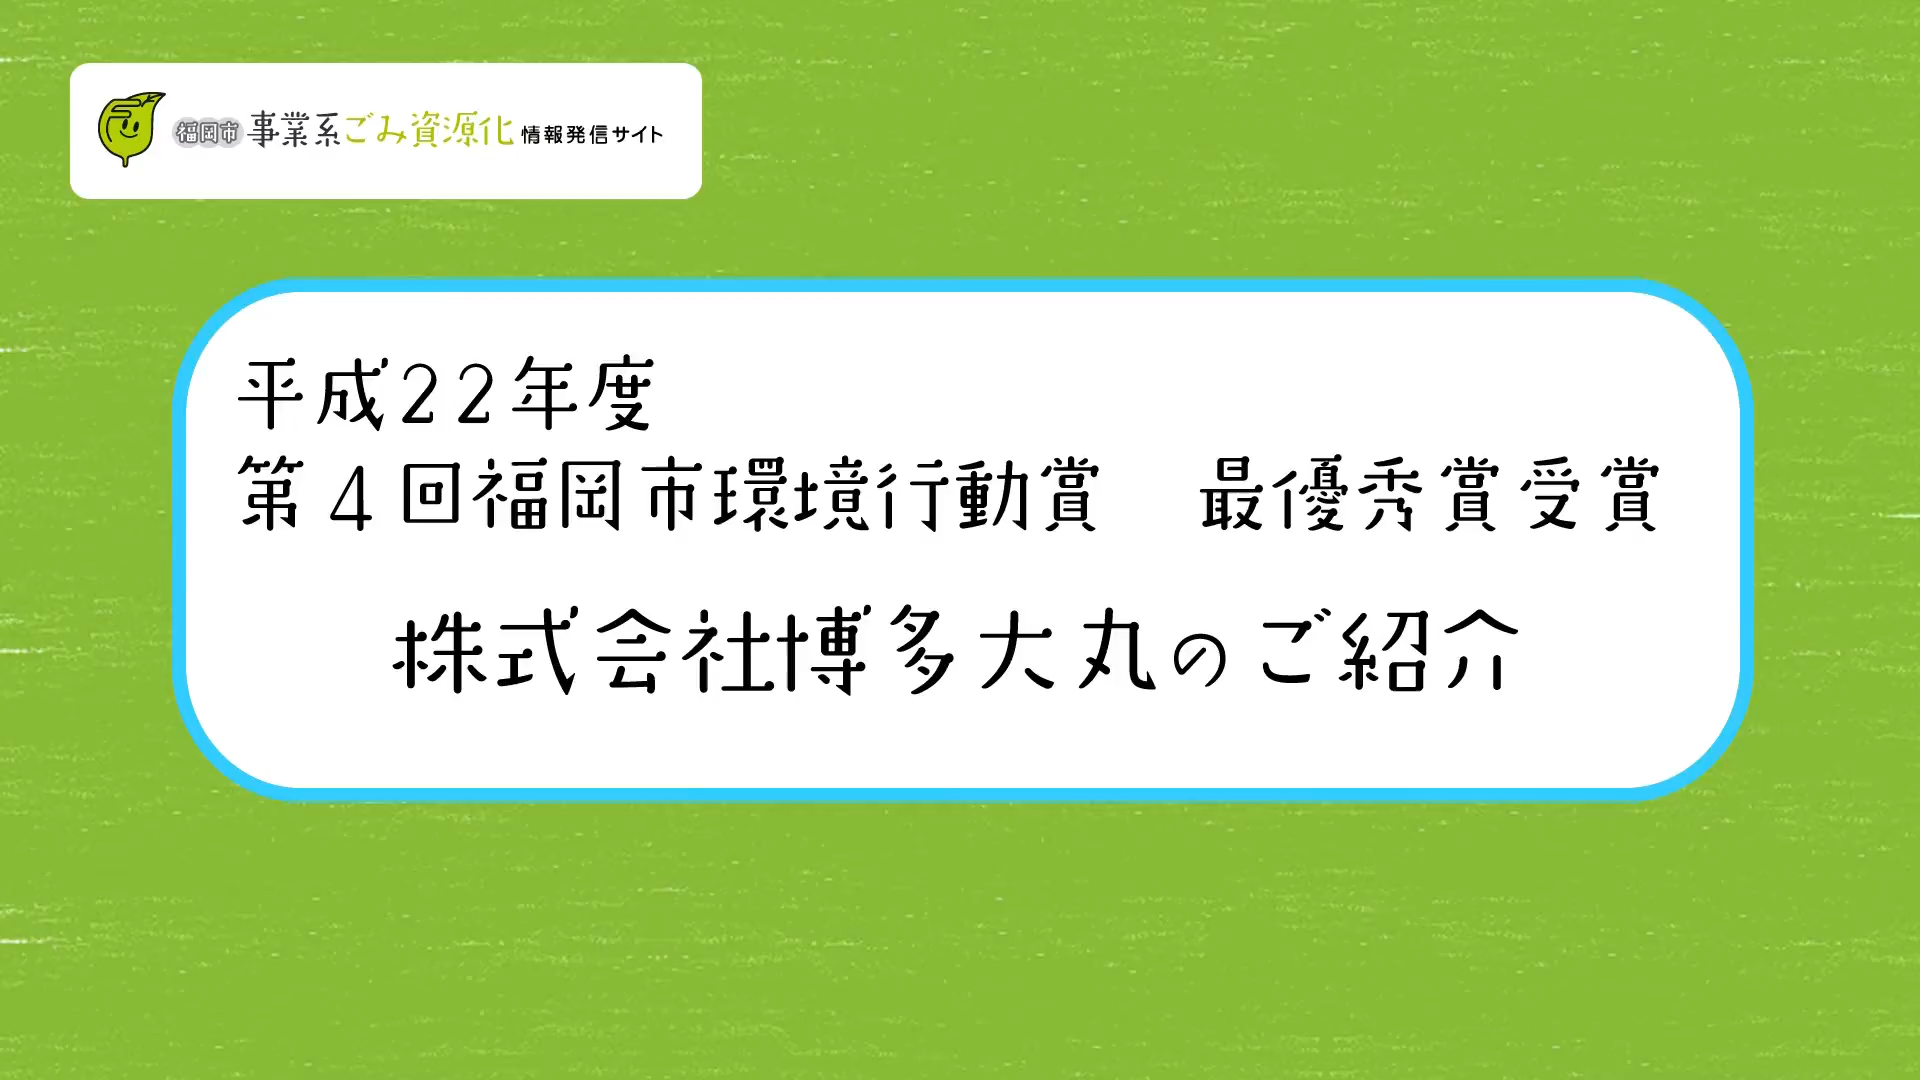 福岡市 事業系ごみ資源化 情報発信サイト
平成22年度
第4回福岡市環境行動賞　最優秀賞受賞
株式会社博多大丸のご紹介